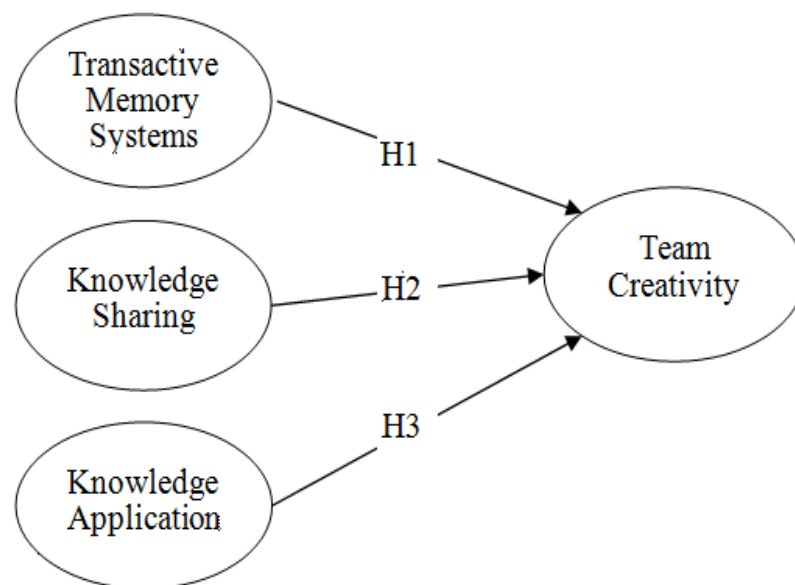 Transactive
Memory
Systems
H1
Knowledge
Sharing
H2
Team
Creativity
H3
Knowledge
Application